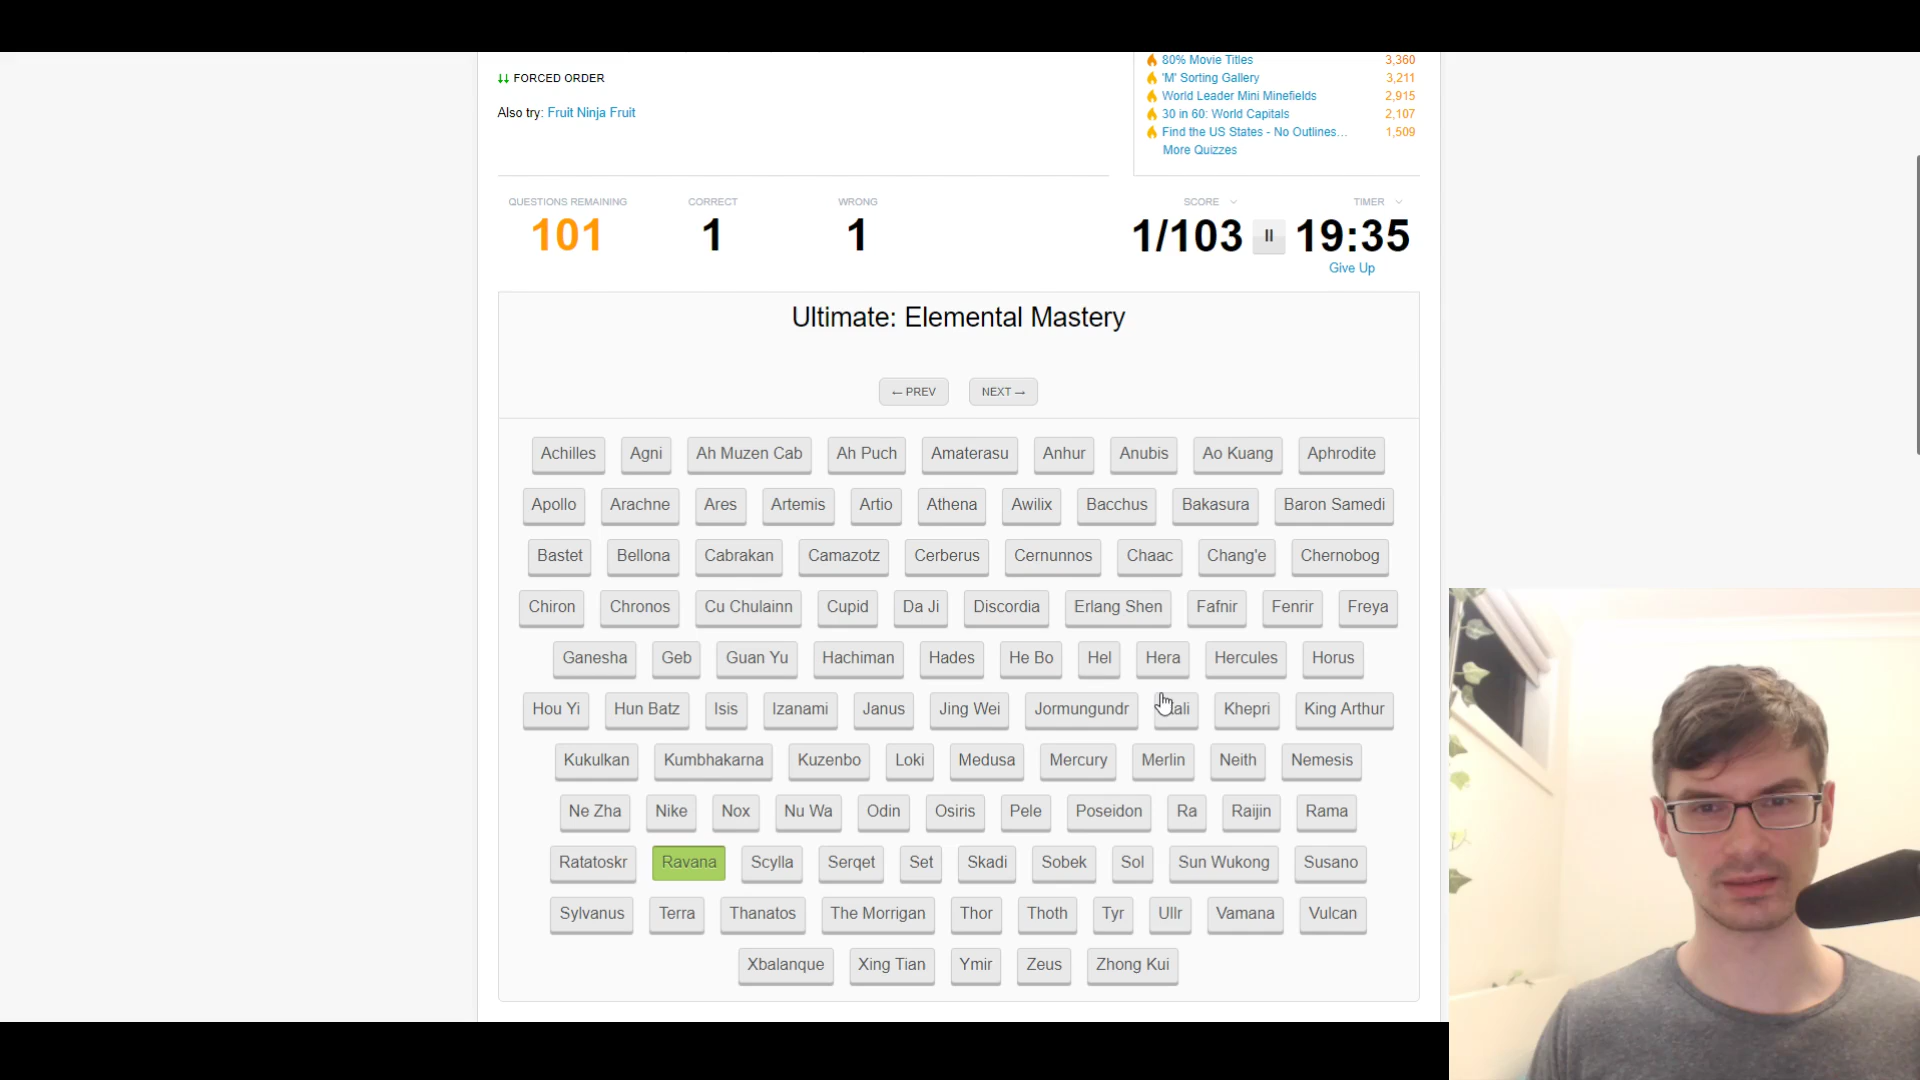 80% Movie Titles 3,360
FORCED ORDER
'M' Sorting Gallery 3,211
World Leader Mini Minefields 2,915
Also try: Fruit Ninja Fruit
30 in 60: World Capitals 2,107
Find the US States - No Outlines... 1,509
More Quizzes
QUESTIONS REMAINING CORRECT WRONG SCORE TIMER
101 1 1 1/103 19:35
Give Up
Ultimate: Elemental Mastery
← PREV NEXT →
Achilles Agni Ah Muzen Cab Ah Puch Amaterasu Anhur Anubis Ao Kuang Aphrodite
Apollo Arachne Ares Artemis Artio Athena Awilix Bacchus Bakasura Baron Samedi
Bastet Bellona Cabrakan Camazotz Cerberus Cernunnos Chaac Chang'e Chernobog
Chiron Chronos Cu Chulainn Cupid Da Ji Discordia Erlang Shen Fafnir Fenrir Freya
Ganesha Geb Guan Yu Hachiman Hades He Bo Hel Hera Hercules Horus
Hou Yi Hun Batz Isis Izanami Janus Jing Wei Jormungundr Khepri King Arthur
Kukulkan Kumbhakarna Kuzenbo Loki Medusa Mercury Merlin Neith Nemesis
Ne Zha Nike Nox Nu Wa Odin Osiris Pele Poseidon Ra Raijin Rama
Ratatoskr Ravana Scylla Serqet Set Skadi Sobek Sol Sun Wukong Susano
Sylvanus Terra Thanatos The Morrigan Thor Thoth Tyr Ullr Vamana Vulcan
Xbalanque Xing Tian Ymir Zeus Zhong Kui